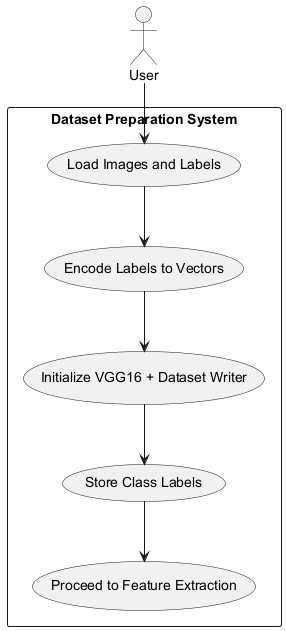 User
Dataset Preparation System
Load Images and Labels
Encode Labels to Vectors
Initialize VGG16 + Dataset Writer
Store Class Labels
Proceed to Feature Extraction